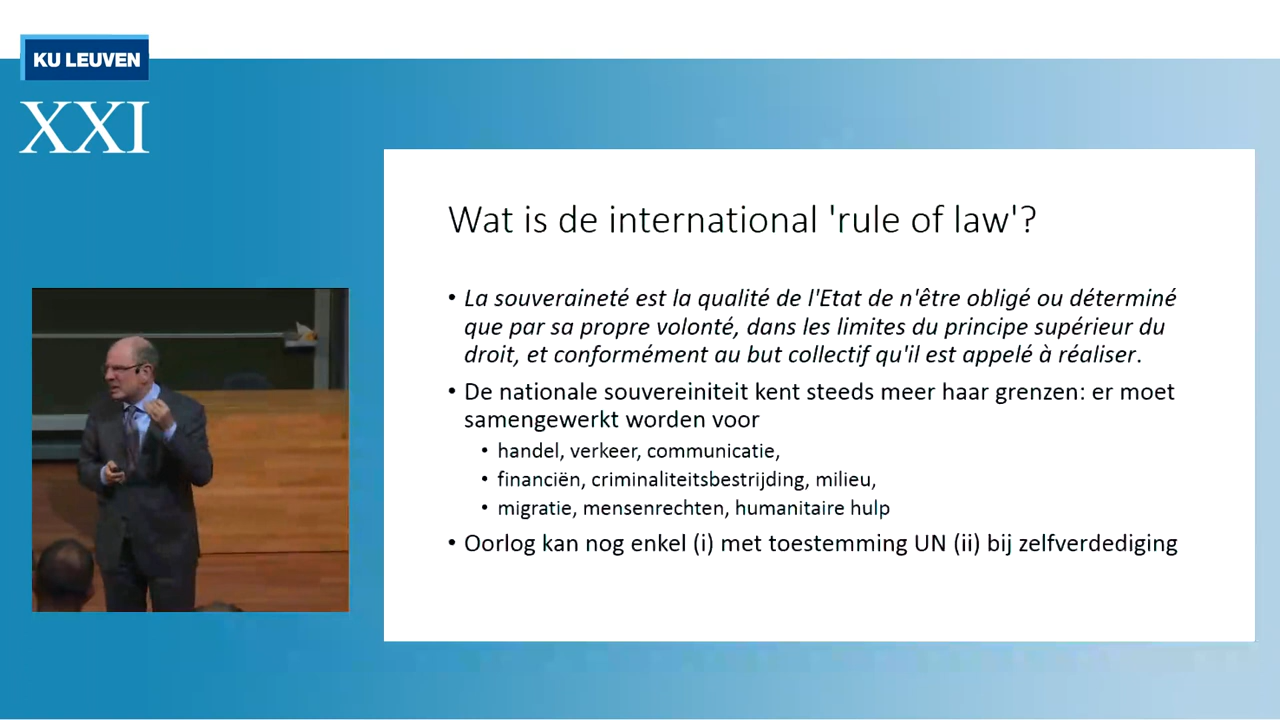 KU LEUVEN
XXI
Wat is de international 'rule of law'?
• La souveraineté est la qualité de l'Etat de n'être obligé ou déterminé
que par sa propre volonté, dans les limites du principe supérieur du
droit, et conformément au but collectif qu'il est appelé à réaliser.
• De nationale souvereiniteit kent steeds meer haar grenzen: er moet
samengewerkt worden voor
• handel, verkeer, communicatie,
• financiën, criminaliteitsbestrijding, milieu,
• migratie, mensenrechten, humanitaire hulp
• Oorlog kan nog enkel (i) met toestemming UN (ii) bij zelfverdediging